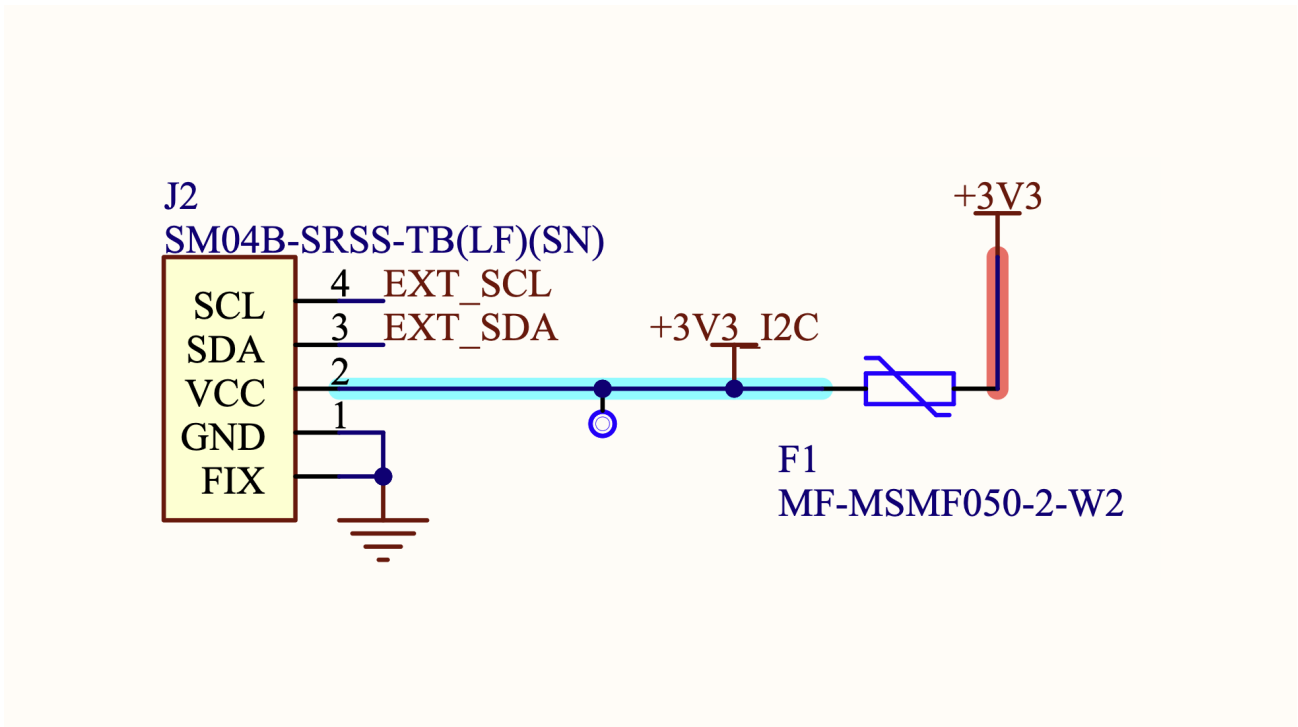 J2
SM04B-SRSS-TB(LF)(SN)
+3V3
SCL 4 EXT_SCL
SDA 3 EXT_SDA
+3V3_I2C
VCC 2
GND 1
FIX
F1
MF-MSMF050-2-W2